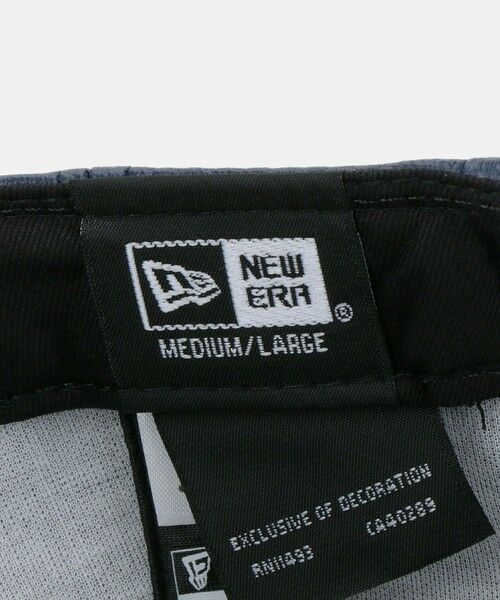 NEW
ERA
®
MEDIUM/LARGE
EXCLUSIVE OF DECORATION
RN11493 CA40289